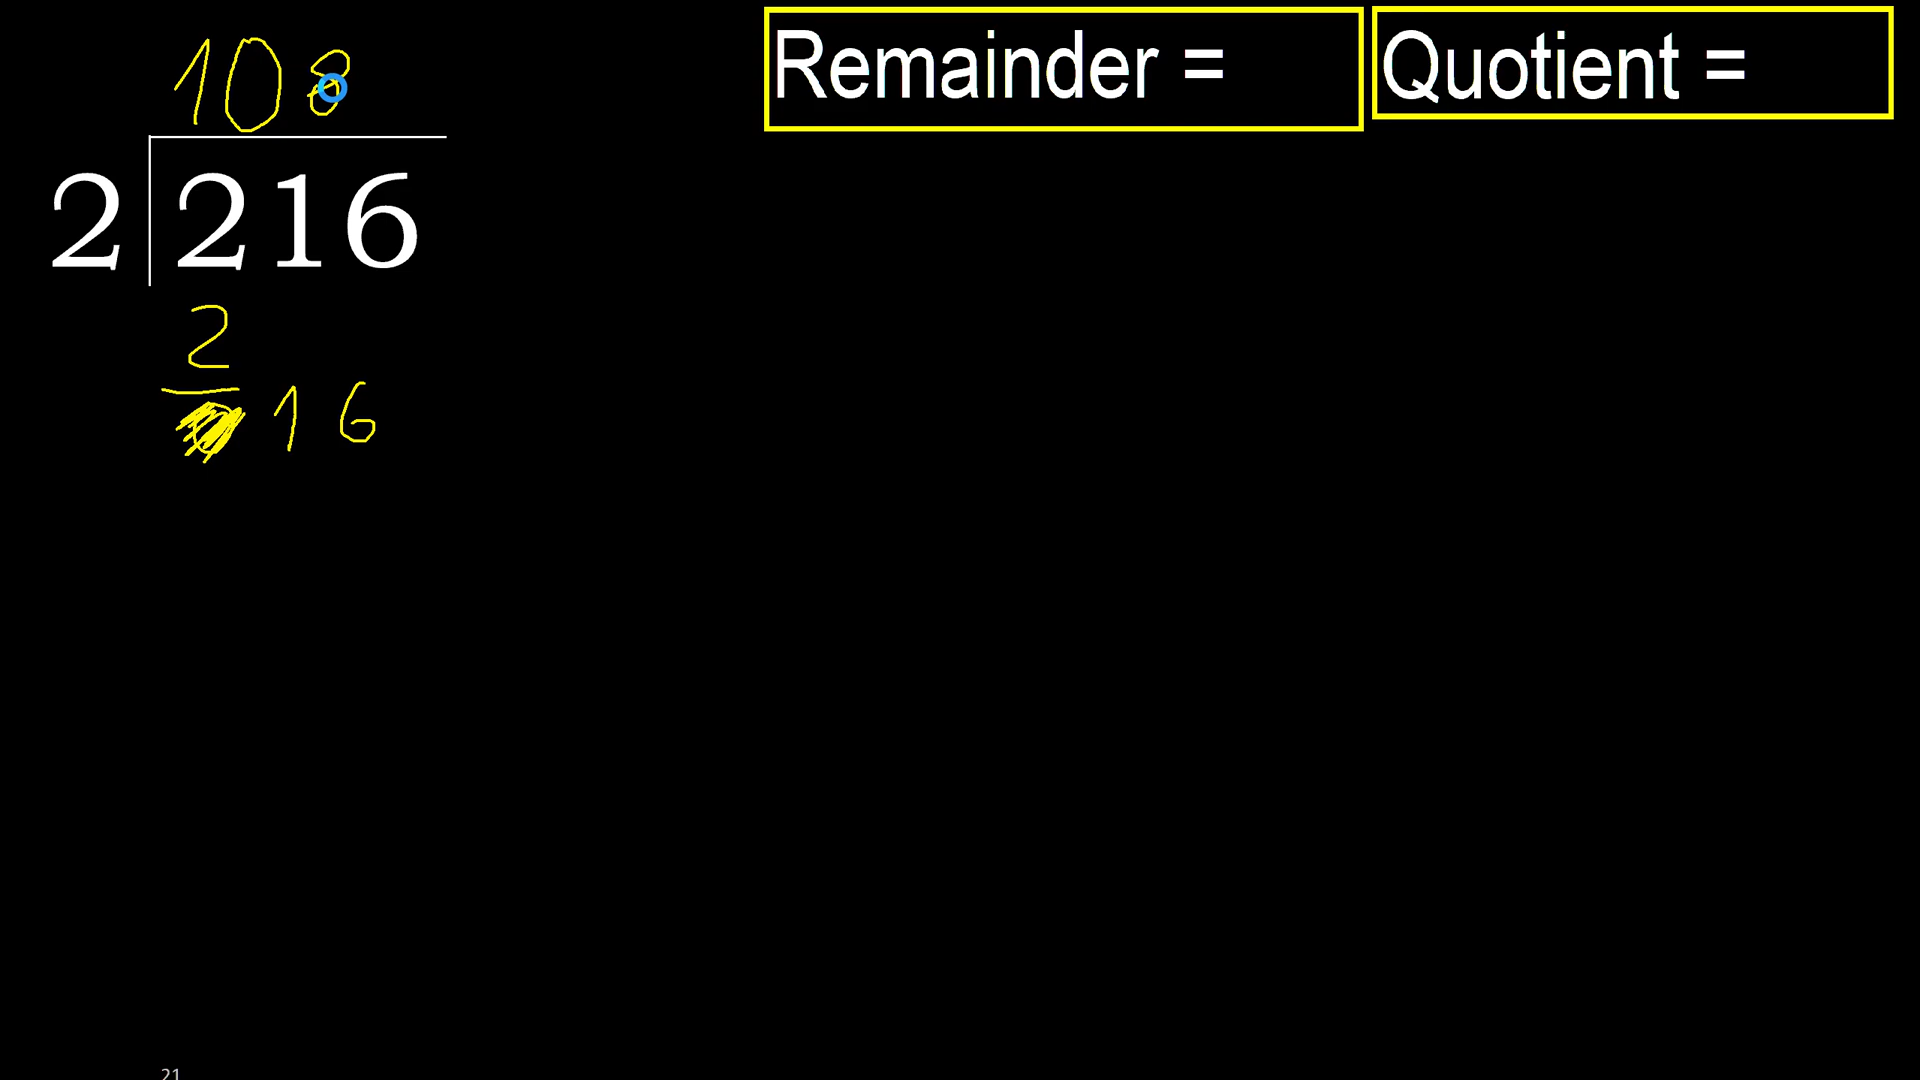 108
Remainder =
Quotient =
2 216
2
16
21